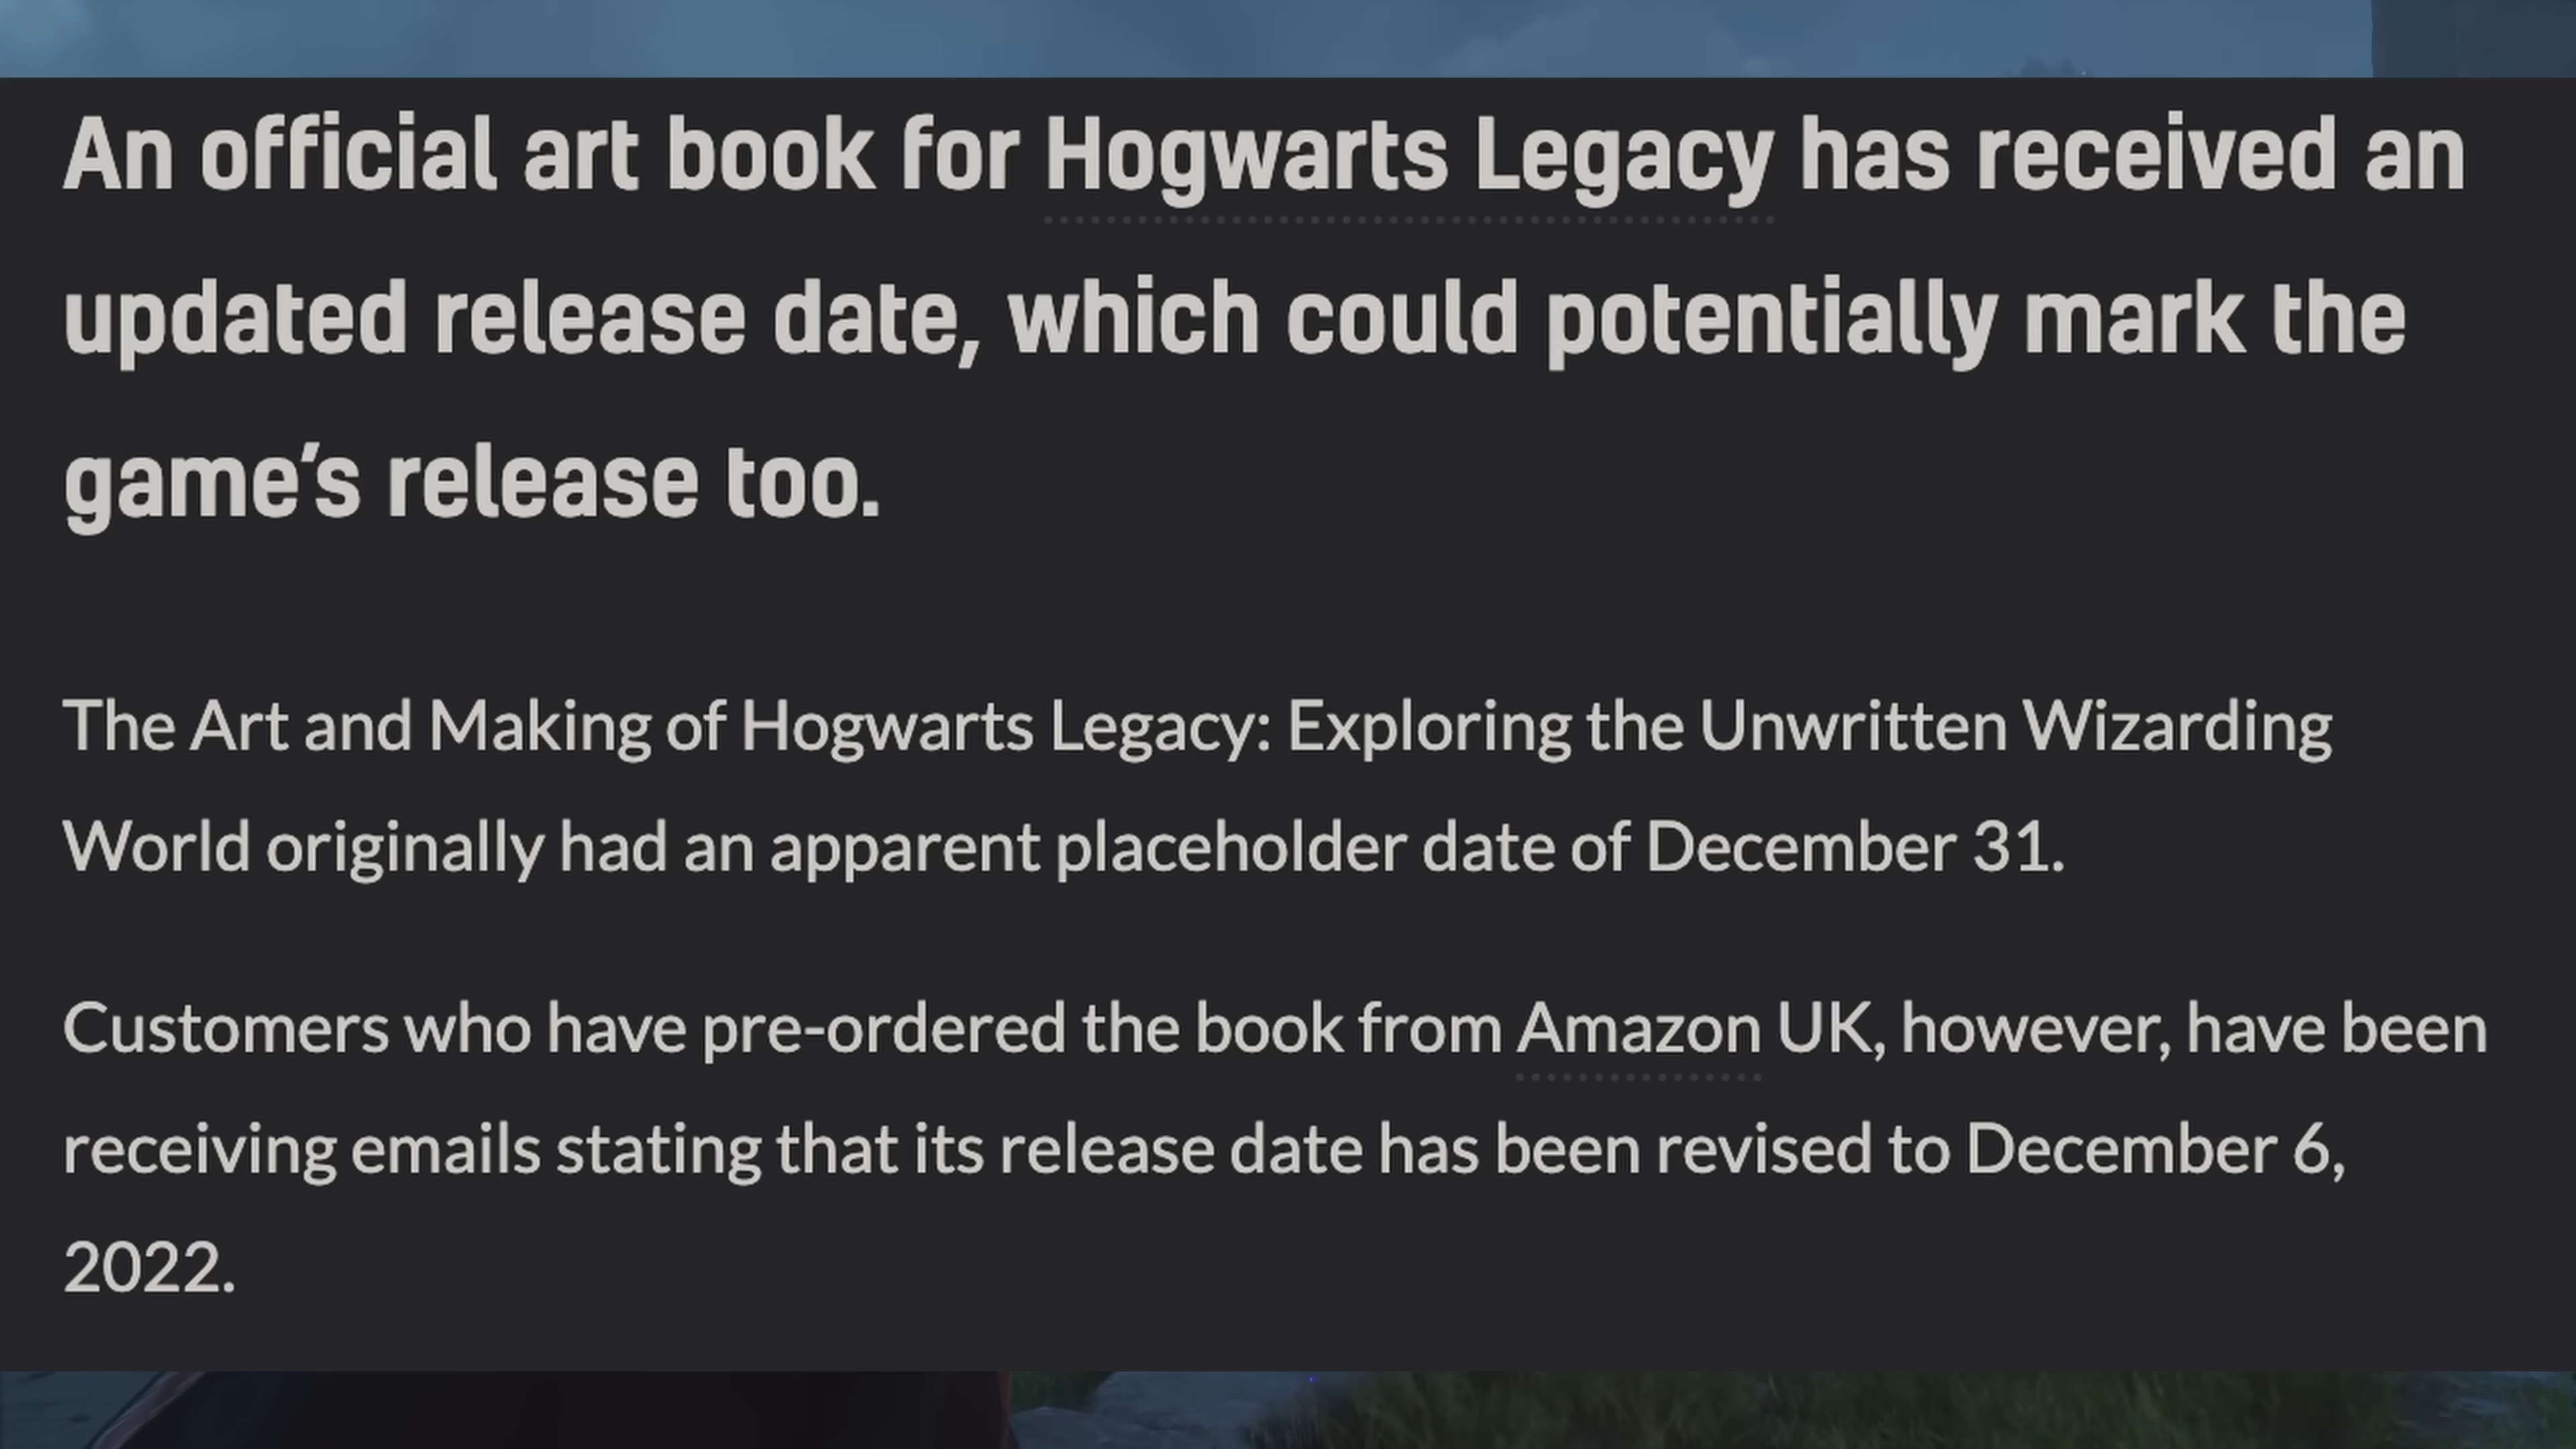 An official art book for Hogwarts Legacy has received an
updated release date, which could potentially mark the
game’s release too.
The Art and Making of Hogwarts Legacy: Exploring the Unwritten Wizarding
World originally had an apparent placeholder date of December 31.
Customers who have pre-ordered the book from Amazon UK, however, have been
receiving emails stating that its release date has been revised to December 6,
2022.